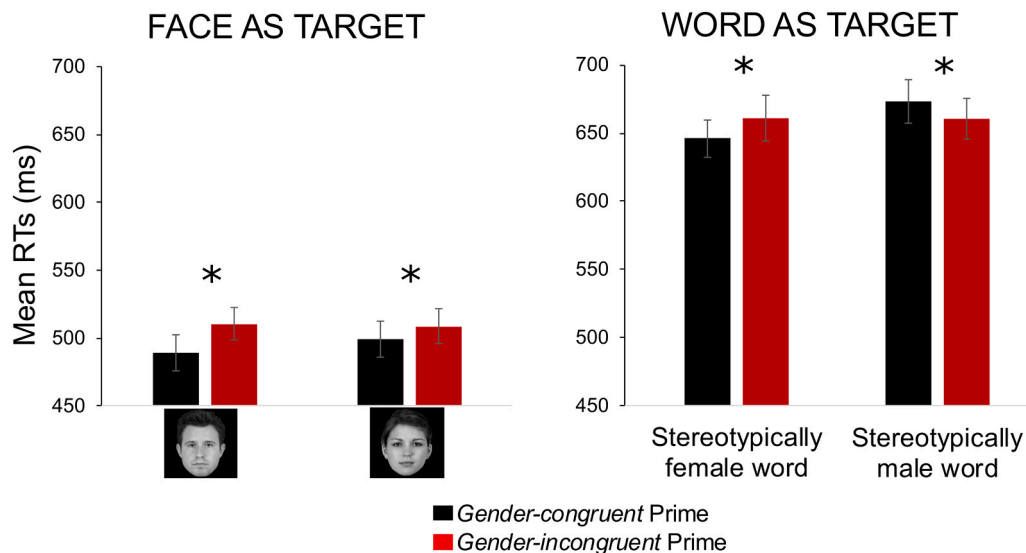 FACE AS TARGET
WORD AS TARGET
Mean RTs (ms)
700
650
600
550
500
450
*
*
700
650
600
550
500
450
*
*
Stereotypically
female word
Stereotypically
male word
Gender-congruent Prime
Gender-incongruent Prime